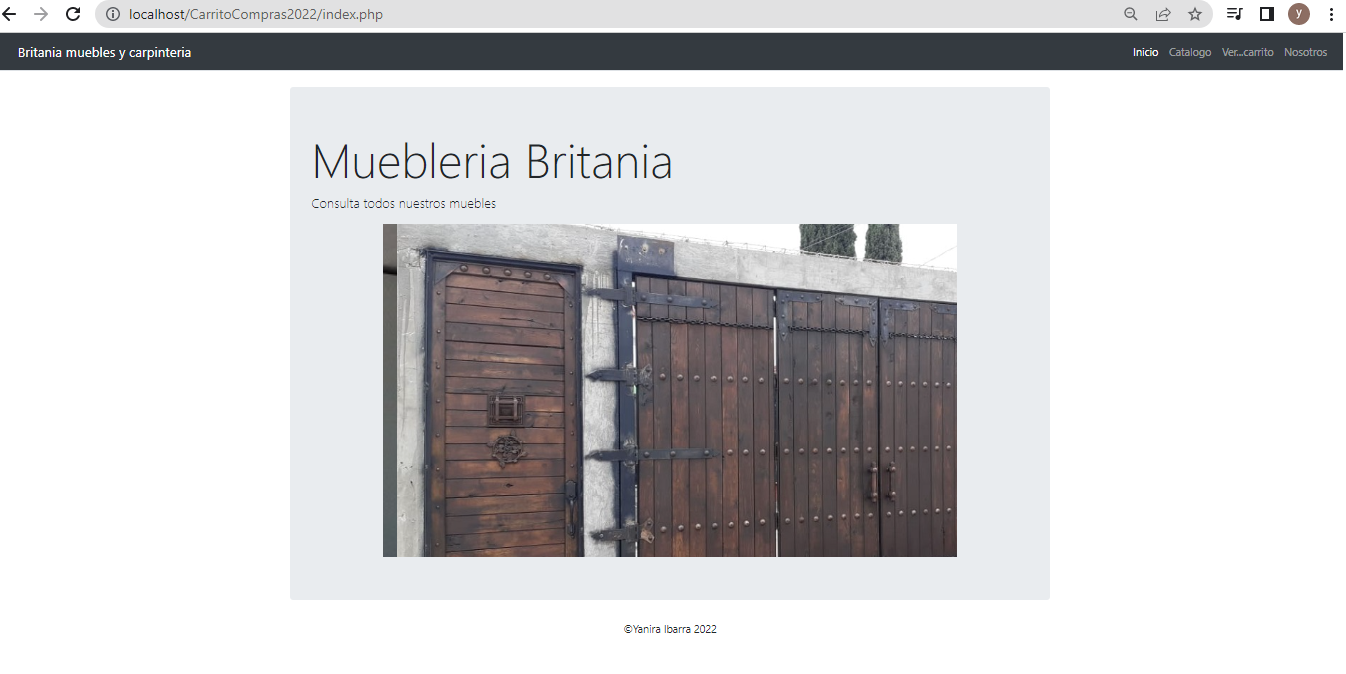 localhost/CarritoCompras2022/index.php
y
Britania muebles y carpinteria
Inicio Catalogo Ver...carrito Nosotros
Muebleria Britania
Consulta todos nuestros muebles
©Yanira Ibarra 2022